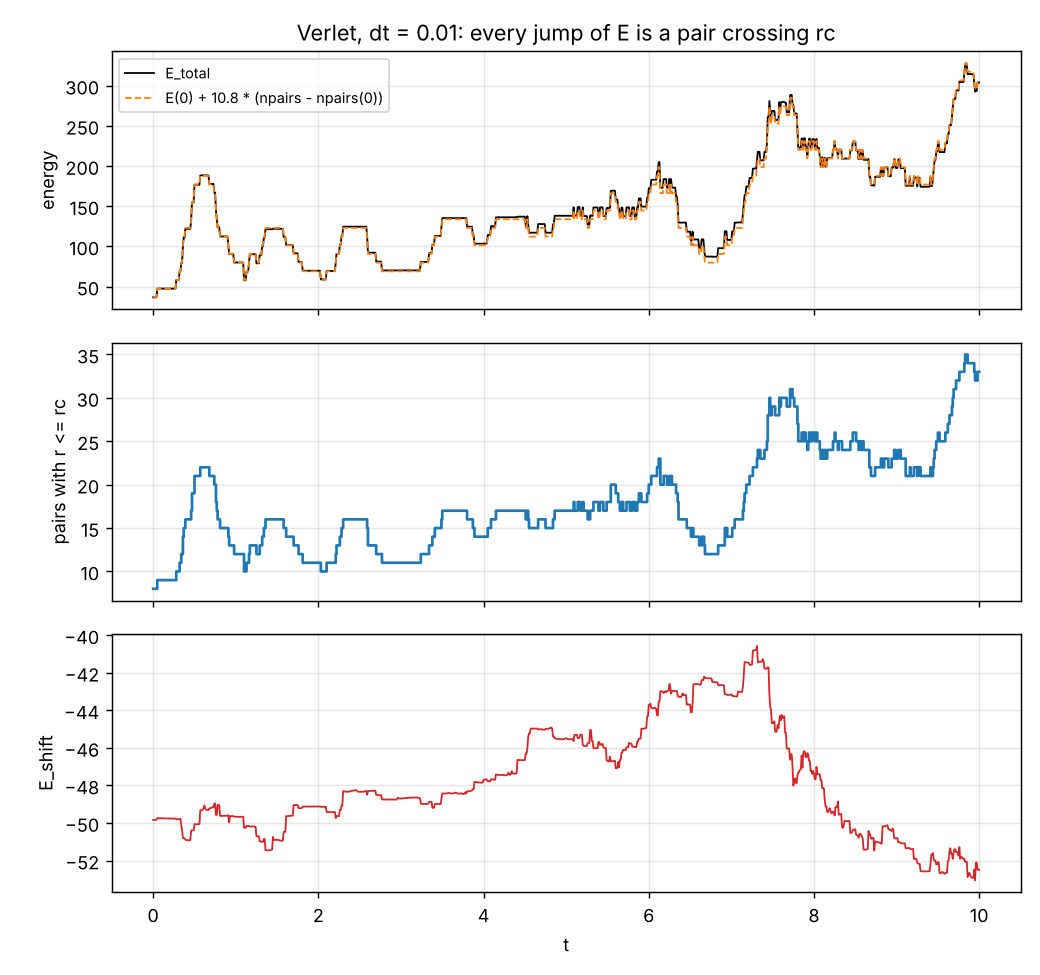 Verlet, dt = 0.01: every jump of E is a pair crossing rc
E_total
E(0) + 10.8 * (npairs - npairs(0))
energy
300
250
200
150
100
50
pairs with r <= rc
35
30
25
20
15
10
E_shift
−40
−42
−44
−46
−48
−50
−52
0 2 4 6 8 10
t